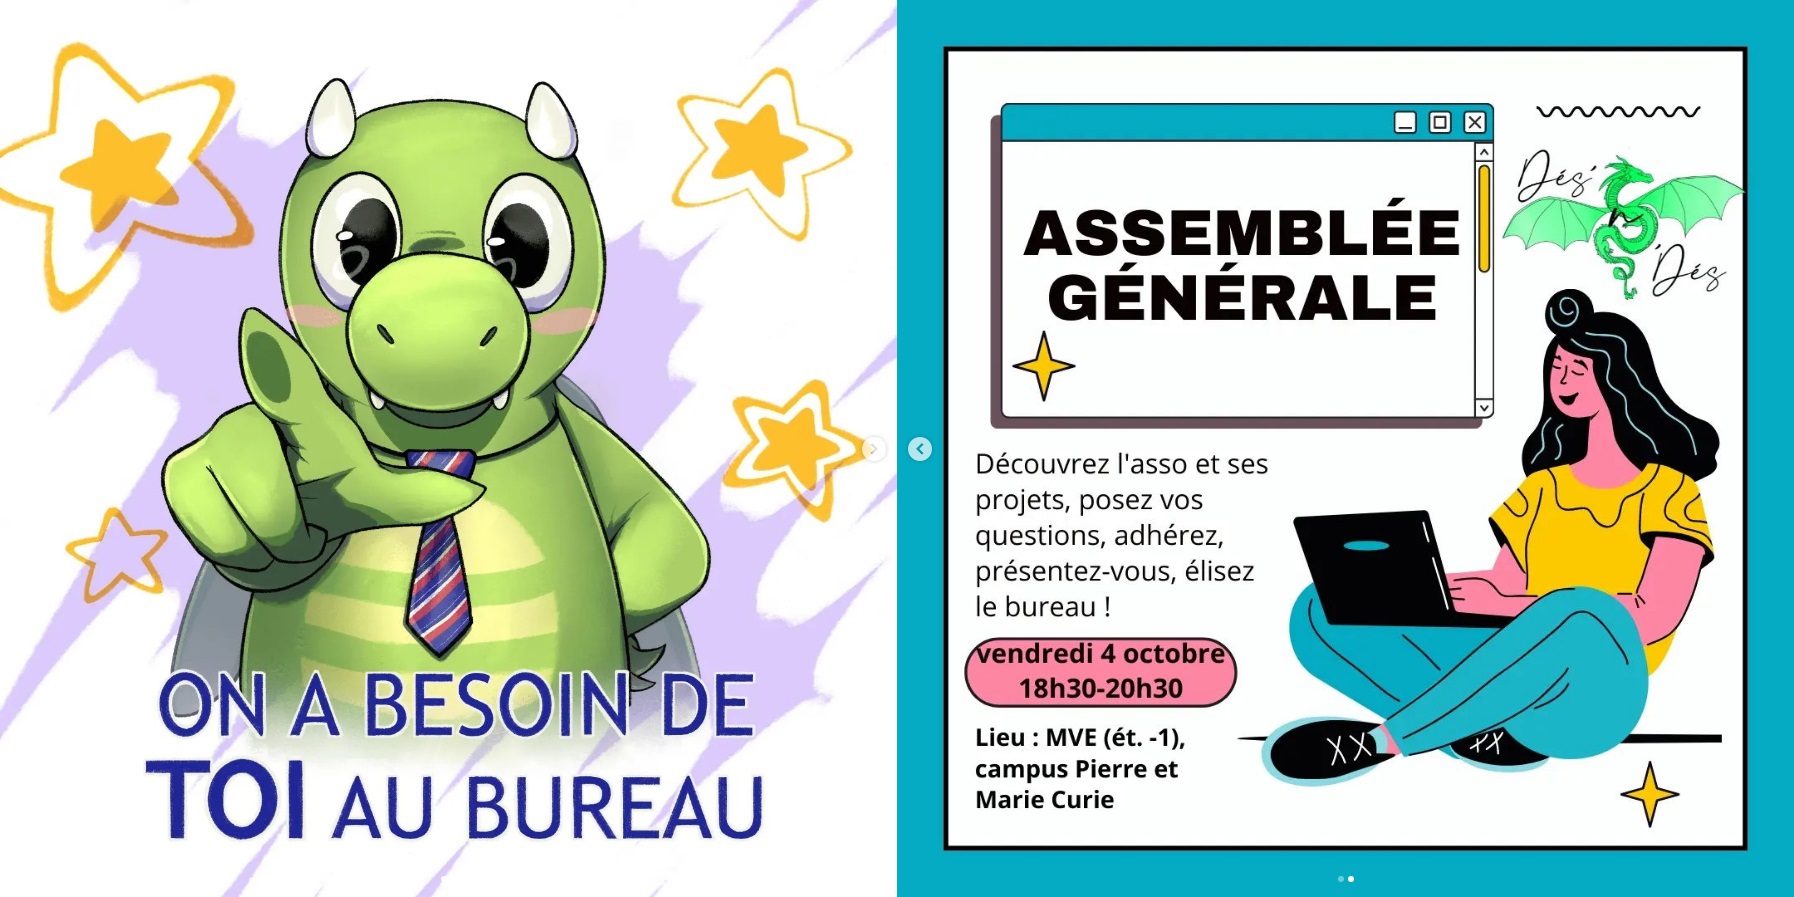 ON A BESOIN DE
TOI AU BUREAU
ASSEMBLÉE
GÉNÉRALE
Dés'
n
'Dés
Découvrez l'asso et ses
projets, posez vos
questions, adhérez,
présentez-vous, élisez
le bureau !
vendredi 4 octobre
18h30-20h30
Lieu : MVE (ét. -1),
campus Pierre et
Marie Curie